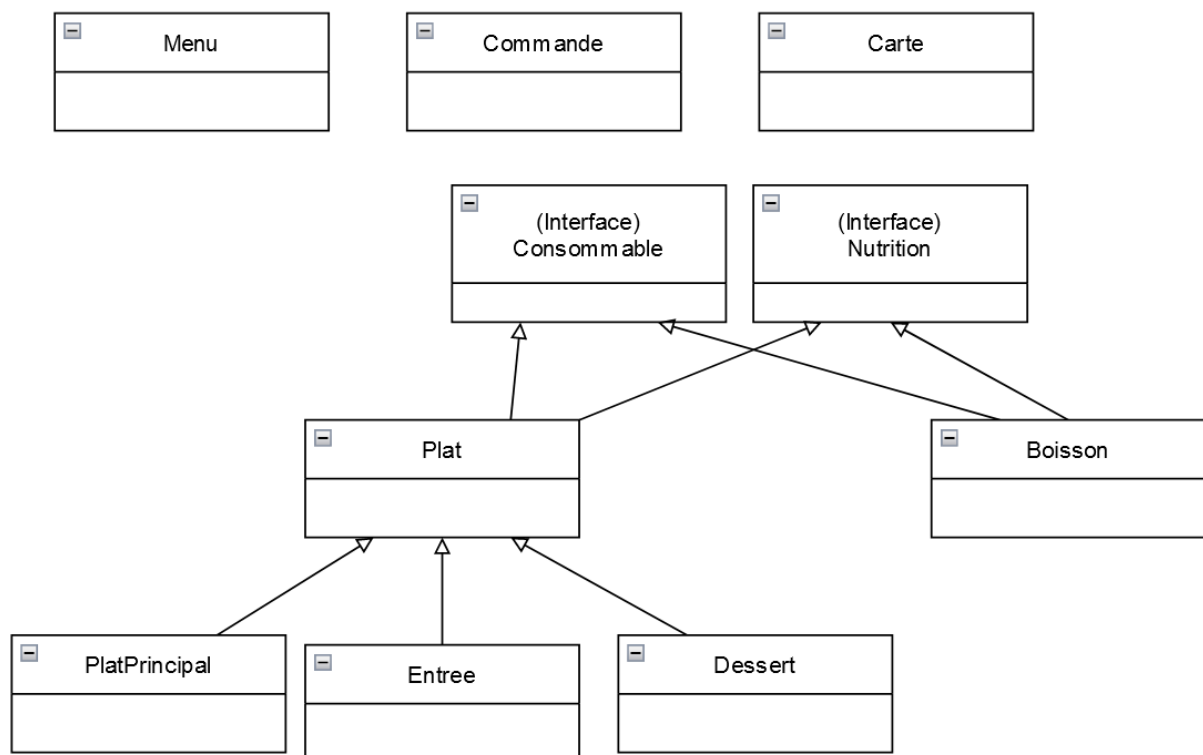 Menu
Commande
Carte
(Interface)
Consommable
(Interface)
Nutrition
Plat
Boisson
PlatPrincipal
Entree
Dessert